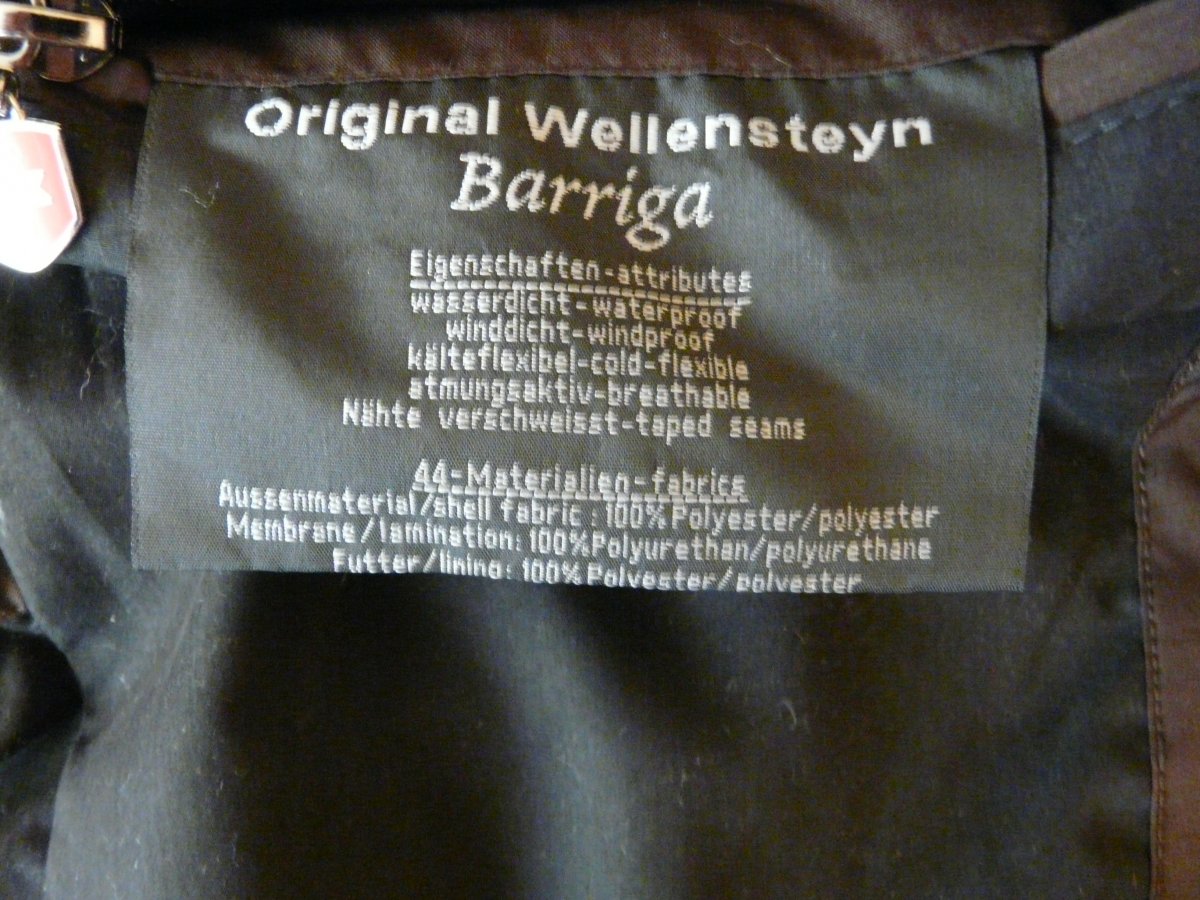 Original Wellensteyn
Barriga
Eigenschaften-attributes
wasserdicht-waterproof
winddicht-windproof
kälteflexibel-cold-flexible
atmungsaktiv-breathable
Nähte verschweisst-taped seams
44-Materialien-fabrics
Aussenmaterial/shell fabric:100%Polyester/polyester
Membrane/lamination: 100%Polyurethan/polyurethane
Futter/lining: 100%Polyester/polyester